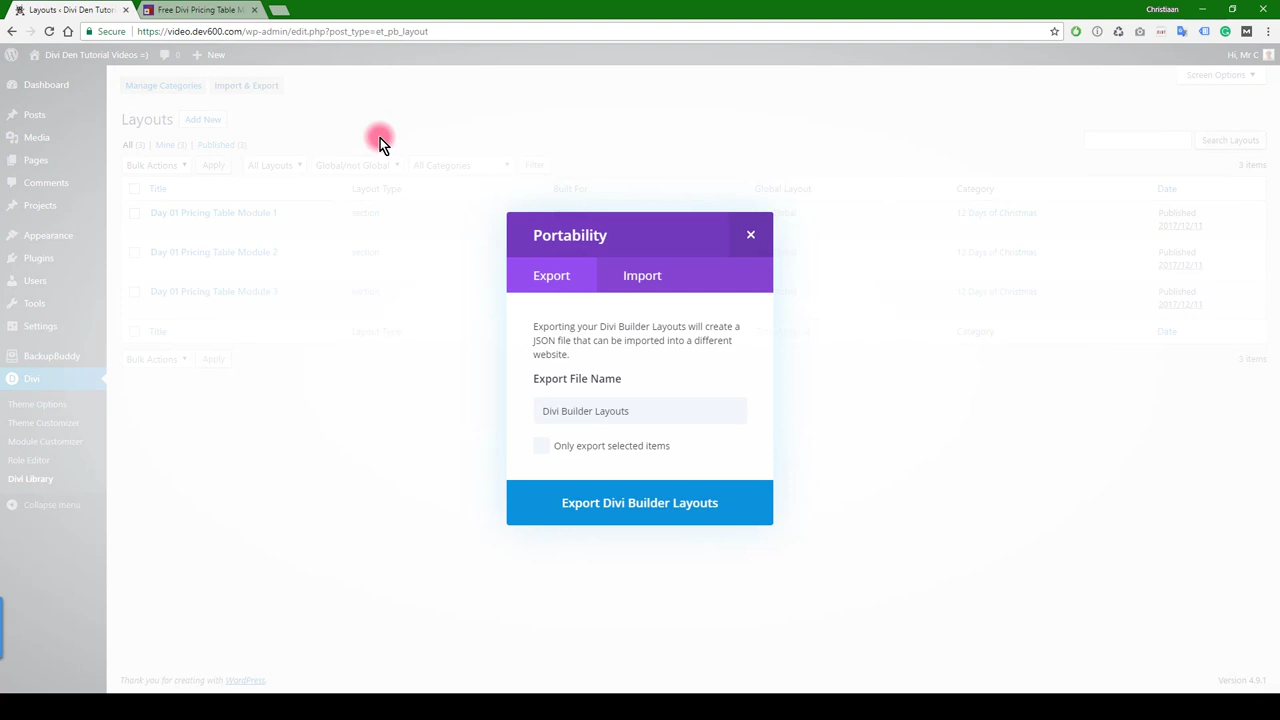 Layouts ‹ Divi Den Tutor
Free Divi Pricing Table M
Christiaan
Secure
https://video.dev600.com/wp-admin/edit.php?post_type=et_pb_layout
Divi Den Tutorial Videos =)
0
New
Hi, Mr C
Dashboard
Posts
Media
Pages
Comments
Projects
Appearance
Plugins
Users
Tools
Settings
BackupBuddy
Divi
Theme Options
Theme Customizer
Module Customizer
Role Editor
Divi Library
Collapse menu
Manage Categories
Import & Export
Screen Options
Layouts
Add New
All (3) | Mine (3) | Published (3)
Search Layouts
Bulk Actions
Apply
All Layouts
Global/not Global
All Categories
Filter
3 items
Title
Layout Type
Built For
Global Layout
Category
Date
Day 01 Pricing Table Module 1
section
12 Days of Christmas
Published
2017/12/11
Day 01 Pricing Table Module 2
section
12 Days of Christmas
Published
2017/12/11
Day 01 Pricing Table Module 3
section
12 Days of Christmas
Published
2017/12/11
Title
Layout Type
Category
Date
Bulk Actions
Apply
3 items
Portability
Export
Import
Exporting your Divi Builder Layouts will create a
JSON file that can be imported into a different
website.
Export File Name
Divi Builder Layouts
Only export selected items
Export Divi Builder Layouts
Thank you for creating with WordPress.
Version 4.9.1